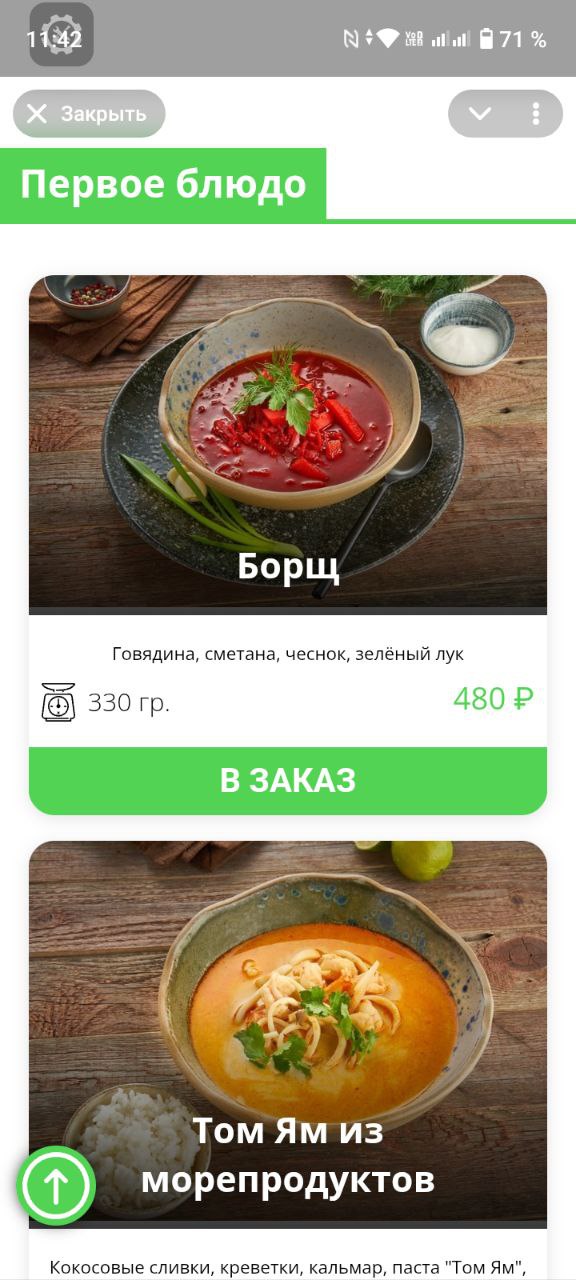 11:42
VoD
LTE
71 %
Закрыть
Первое блюдо
Борщ
Говядина, сметана, чеснок, зелёный лук
330 гр.
480 ₽
В ЗАКАЗ
Том Ям из
морепродуктов
Кокосовые сливки, креветки, кальмар, паста "Том Ям",